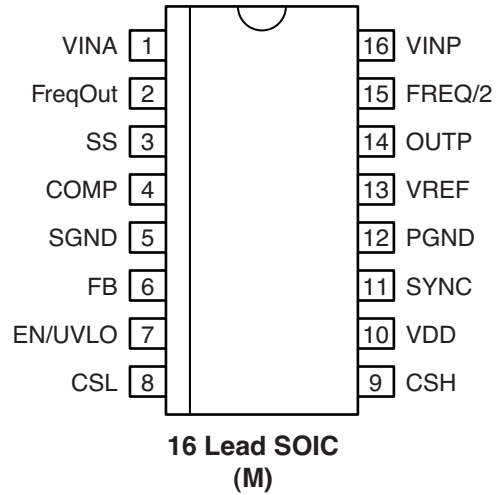 VINA 1 16 VINP
FreqOut 2 15 FREQ/2
SS 3 14 OUTP
COMP 4 13 VREF
SGND 5 12 PGND
FB 6 11 SYNC
EN/UVLO 7 10 VDD
CSL 8 9 CSH
16 Lead SOIC
(M)